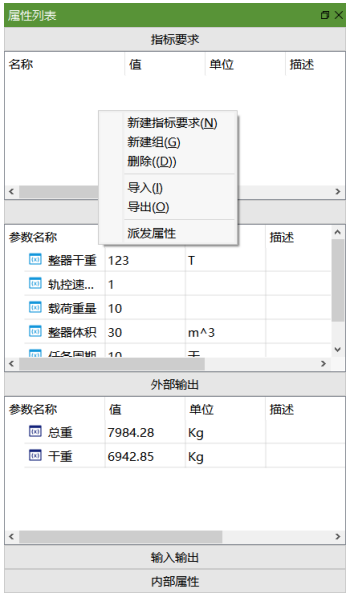 属性列表
指标要求
名称 值 单位 描述
新建指标要求(N)
新建组(G)
删除((D))
导入(I)
导出(O)
派发属性
参数名称 描述
整器干重 123 T
轨控速... 1
载荷重量 10
整器体积 30 m^3
任务周期 10 天
外部输出
参数名称 值 单位 描述
总重 7984.28 Kg
干重 6942.85 Kg
输入输出
内部属性